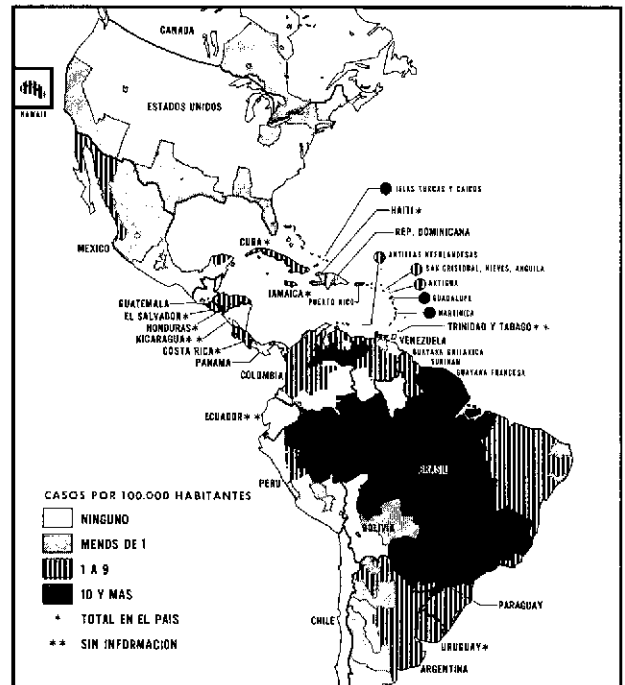 CANADA
ESTADOS UNIDOS
HAWAII
ISLAS TURCAS Y CAICOS
HAITI *
REP. DOMINICANA
CUBA *
ANTILLAS NEERLANDESAS
MEXICO
SAN CRISTOBAL, NIEVES, ANGUILA
ANTIGUA
JAMAICA *
PUERTO RICO
GUADALUPE
MARTINICA
GUATEMALA
TRINIDAD Y TABAGO * *
EL SALVADOR *
HONDURAS *
NICARAGUA * *
VENEZUELA
COSTA RICA *
GUAYANA BRITANICA
PANAMA
SURINAM
COLOMBIA
GUAYANA FRANCESA
ECUADOR * *
BRASIL
PERU
CASOS POR 100.000 HABITANTES
NINGUNO
BOLIVIA
MENOS DE 1
1 A 9
10 Y MAS
PARAGUAY
* TOTAL EN EL PAIS
CHILE
** SIN INFORMACION
URUGUAY *
ARGENTINA